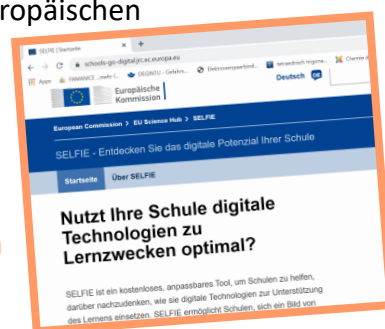 ropäischen
SELFIE | Startseite
schools-go-digital.jrc.ec.europa.eu
Apps
Europäische
Kommission
Deutsch DE
European Commission > EU Science Hub > SELFIE
SELFIE - Entdecken Sie das digitale Potenzial Ihrer Schule
Startseite Über SELFIE
Nutzt Ihre Schule digitale
Technologien zu
Lernzwecken optimal?
SELFIE ist ein kostenloses, anpassbares Tool, um Schulen zu helfen,
darüber nachzudenken, wie sie digitale Technologien zur Unterstützung
des Lernens einsetzen. SELFIE ermöglicht Schulen, sich ein Bild von